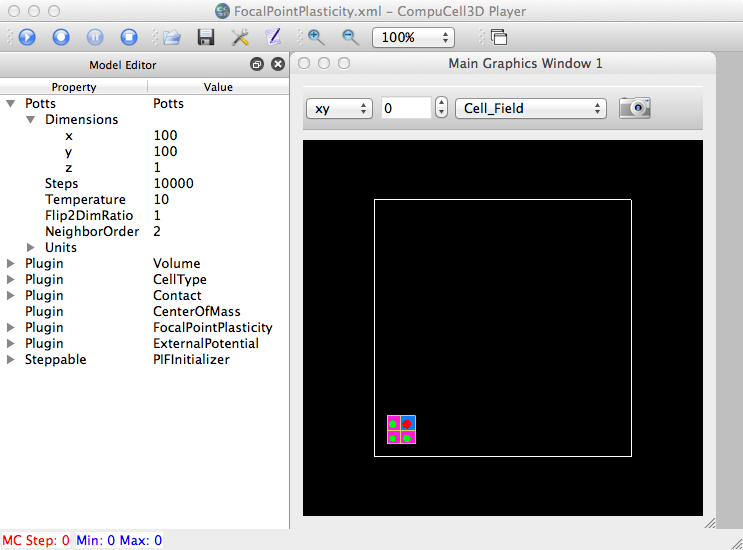 FocalPointPlasticity.xml - CompuCell3D Player
100%
Model Editor
Property Value
Potts Potts
Dimensions
x 100
y 100
z 1
Steps 10000
Temperature 10
Flip2DimRatio 1
NeighborOrder 2
Units
Plugin Volume
Plugin CellType
Plugin Contact
Plugin CenterOfMass
Plugin FocalPointPlasticity
Plugin ExternalPotential
Steppable PIFInitializer
Main Graphics Window 1
xy 0 Cell_Field
MC Step: 0 Min: 0 Max: 0